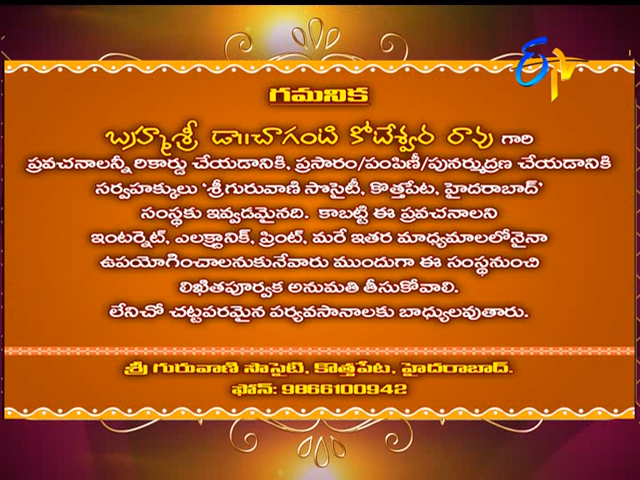 ETV
గమనిక
బ్రహ్మశ్రీ డా॥చాగంటి కోటేశ్వర రావు గారి
ప్రవచనాలన్నీ రికార్డు చేయడానికి, ప్రసారం/పంపిణీ/పునర్ముద్రణ చేయడానికి
సర్వహక్కులు ‘శ్రీ గురువాణి సొసైటీ, కొత్తపేట, హైదరాబాద్’
సంస్థకు ఇవ్వడమైనది. కాబట్టి ఈ ప్రవచనాలని
ఇంటర్నెట్, ఎలక్ట్రానిక్, ప్రింట్, మరే ఇతర మాధ్యమాలలోనైనా
ఉపయోగించాలనుకునేవారు ముందుగా ఈ సంస్థనుంచి
లిఖితపూర్వక అనుమతి తీసుకోవాలి.
లేనిచో చట్టపరమైన పర్యవసానాలకు బాధ్యులవుతారు.
శ్రీ గురువాణి సొసైటి, కొత్తపేట, హైదరాబాద్.
ఫోన్: 9866100942